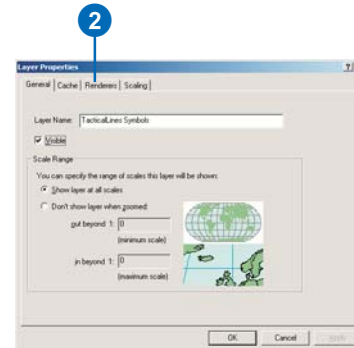 2
Layer Properties
?
General Cache Renderers Scaling
Layer Name: TacticalLines Symbols
Visible
Scale Range
You can specify the range of scales this layer will be shown:
Show layer at all scales
Don't show layer when zoomed:
out beyond 1: 0
(minimum scale)
in beyond 1: 0
(maximum scale)
OK Cancel Apply